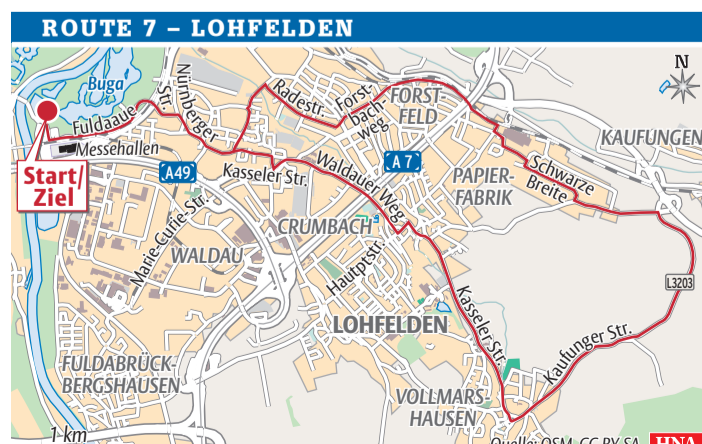 ROUTE 7 – LOHFELDEN
N
Buga
Fuldaaue
Nürnberger
Str.
Radestr.
Forst-
bach-
weg
FORST-
FELD
KAUFUNGEN
Messehallen
Start/
Ziel
A49
Kasseler Str.
Waldauer Weg
A 7
PAPIER-
FABRIK
Schwarze
Breite
Marie-Curie-Str.
WALDAU
CRUMBACH
Hautptstr.
L3203
LOHFELDEN
Kasseler Str.
Kaufunger Str.
FULDABRÜCK-
BERGSHAUSEN
VOLLMARS-
HAUSEN
1 km
Quelle: OSM, CC-BY-SA
HNA